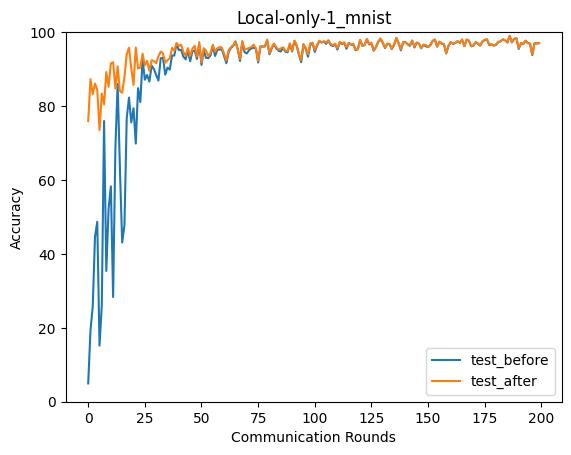 Local-only-1_mnist
100
80
60
40
20
0
Accuracy
0 25 50 75 100 125 150 175 200
Communication Rounds
test_before
test_after